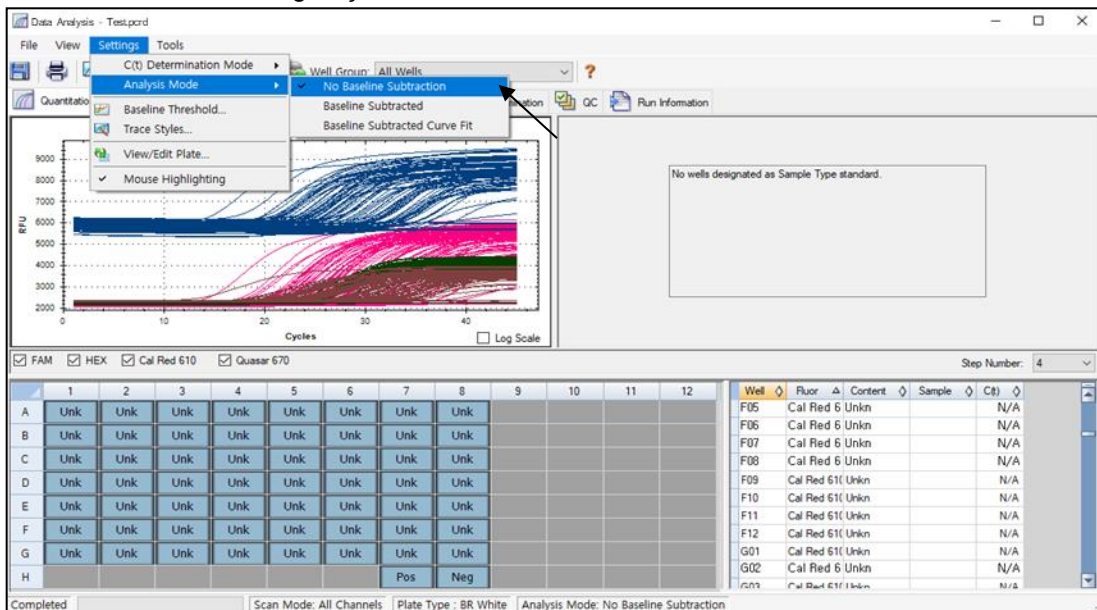 Data Analysis - Test.pcrd
File View Settings Tools
C(t) Determination Mode
Well Group: All Wells
Analysis Mode
No Baseline Subtraction
Baseline Subtracted
Baseline Subtracted Curve Fit
QC Run Information
Baseline Threshold...
Trace Styles...
View/Edit Plate...
Mouse Highlighting
No wells designated as Sample Type standard.
9000
8000
7000
6000
5000
4000
3000
2000
RFU
0 10 20 30 40
Cycles
Log Scale
FAM HEX Cal Red 610 Quasar 670
Step Number: 4
1 2 3 4 5 6 7 8 9 10 11 12
A Unk Unk Unk Unk Unk Unk Unk Unk
B Unk Unk Unk Unk Unk Unk Unk Unk
C Unk Unk Unk Unk Unk Unk Unk Unk
D Unk Unk Unk Unk Unk Unk Unk Unk
E Unk Unk Unk Unk Unk Unk Unk Unk
F Unk Unk Unk Unk Unk Unk Unk Unk
G Unk Unk Unk Unk Unk Unk Unk Unk
H Pos Neg
Well Fluor Content Sample C(t)
F05 Cal Red 6 Unkn N/A
F06 Cal Red 6 Unkn N/A
F07 Cal Red 6 Unkn N/A
F08 Cal Red 6 Unkn N/A
F09 Cal Red 610 Unkn N/A
F10 Cal Red 610 Unkn N/A
F11 Cal Red 610 Unkn N/A
F12 Cal Red 610 Unkn N/A
G01 Cal Red 610 Unkn N/A
G02 Cal Red 6 Unkn N/A
G03 Cal Red 610 Unkn N/A
Completed Scan Mode: All Channels Plate Type : BR White Analysis Mode: No Baseline Subtraction